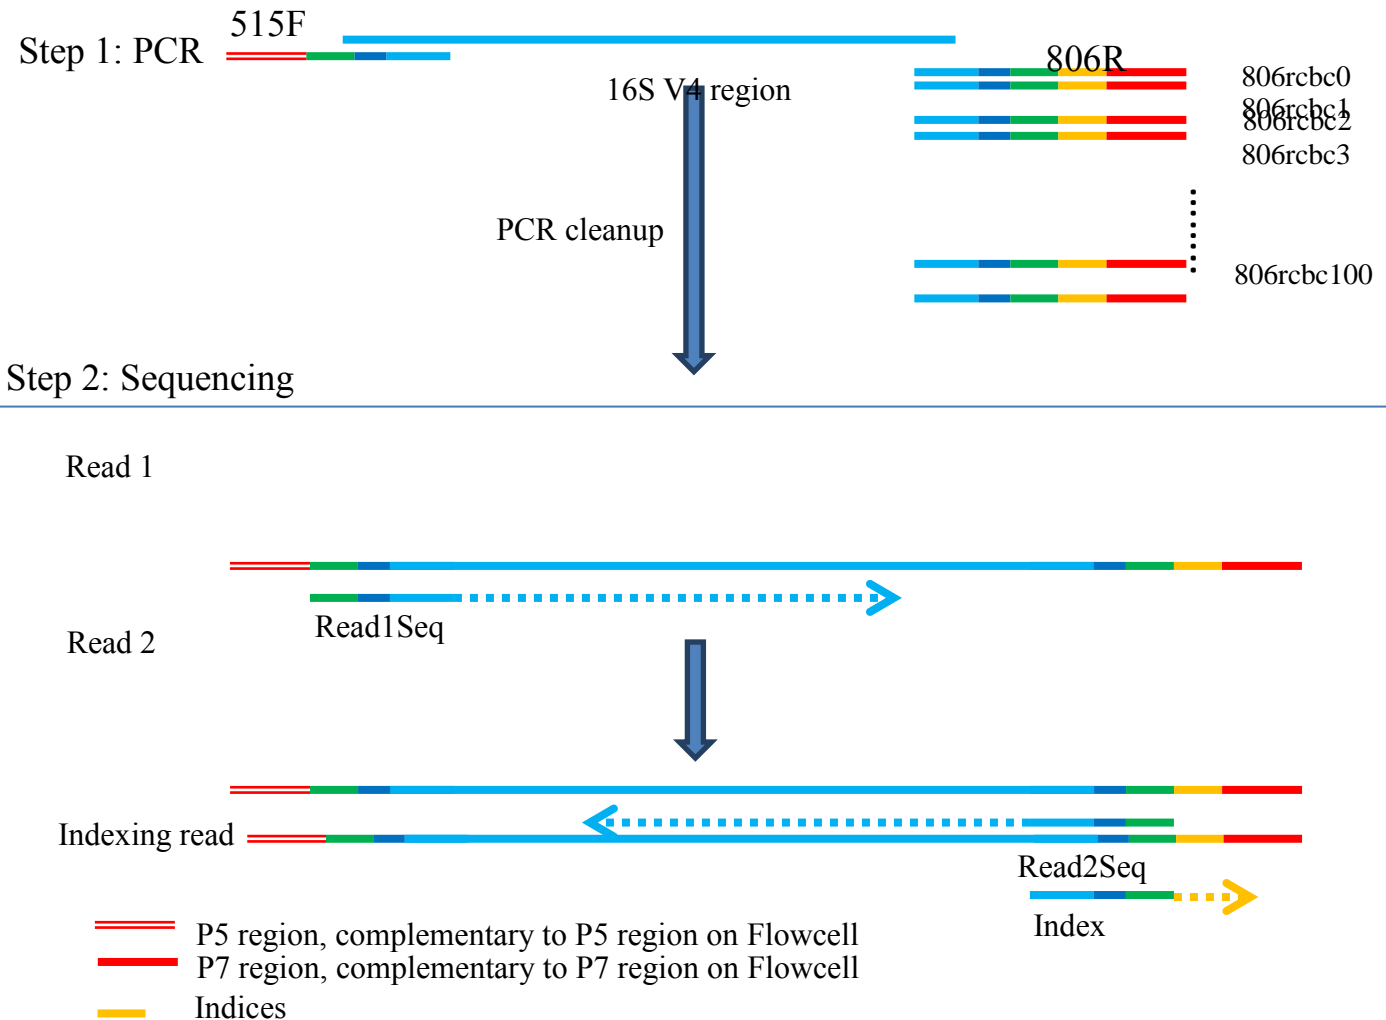 515F
Step 1: PCR
806R
16S V4 region
806rcbc0
806rcbc1
806rcbc2
806rcbc3
PCR cleanup
806rcbc100
Step 2: Sequencing
Read 1
Read1Seq
Read 2
Indexing read
Read2Seq
Index
P5 region, complementary to P5 region on Flowcell
P7 region, complementary to P7 region on Flowcell
Indices